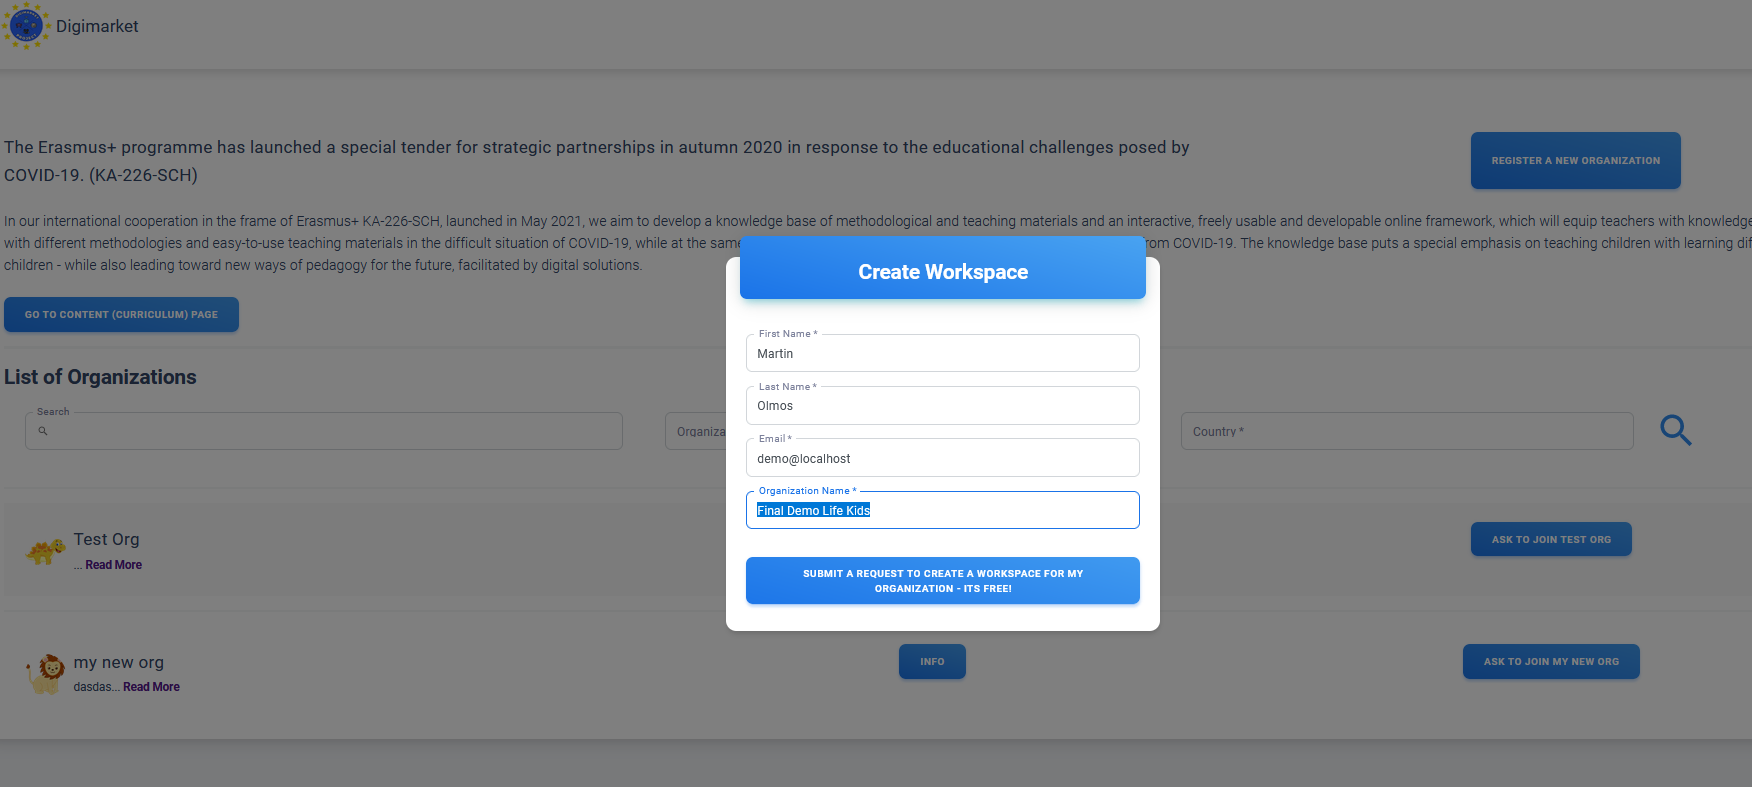 Digimarket
The Erasmus+ programme has launched a special tender for strategic partnerships in autumn 2020 in response to the educational challenges posed by
COVID-19. (KA-226-SCH)
REGISTER A NEW ORGANIZATION
In our international cooperation in the frame of Erasmus+ KA-226-SCH, launched in May 2021, we aim to develop a knowledge base of methodological and teaching materials and an interactive, freely usable and developable online framework, which will equip teachers with knowledge
with different methodologies and easy-to-use teaching materials in the difficult situation of COVID-19, while at the same
rom COVID-19. The knowledge base puts a special emphasis on teaching children with learning dif
children - while also leading toward new ways of pedagogy for the future, facilitated by digital solutions.
GO TO CONTENT (CURRICULUM) PAGE
List of Organizations
Search
Organiza
Country *
Test Org
... Read More
ASK TO JOIN TEST ORG
my new org
dasdas... Read More
INFO
ASK TO JOIN MY NEW ORG
Create Workspace
First Name *
Martin
Last Name *
Olmos
Email *
demo@localhost
Organization Name *
Final Demo Life Kids
SUBMIT A REQUEST TO CREATE A WORKSPACE FOR MY
ORGANIZATION - ITS FREE!